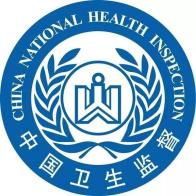 CHINA NATIONAL HEALTH INSPECTION
中国卫生监督